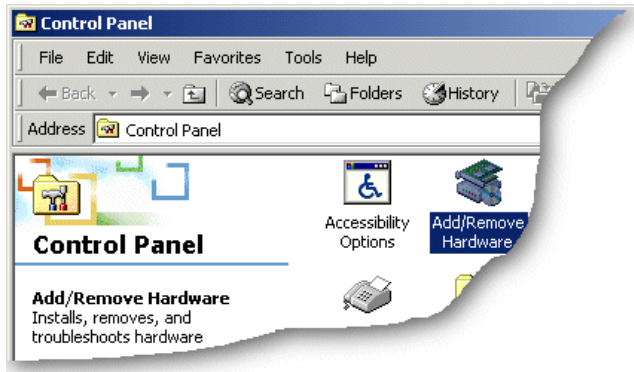 Control Panel
File Edit View Favorites Tools Help
Back Search Folders History
Address Control Panel
Control Panel
Add/Remove Hardware
Installs, removes, and
troubleshoots hardware
Accessibility
Options
Add/Remove
Hardware